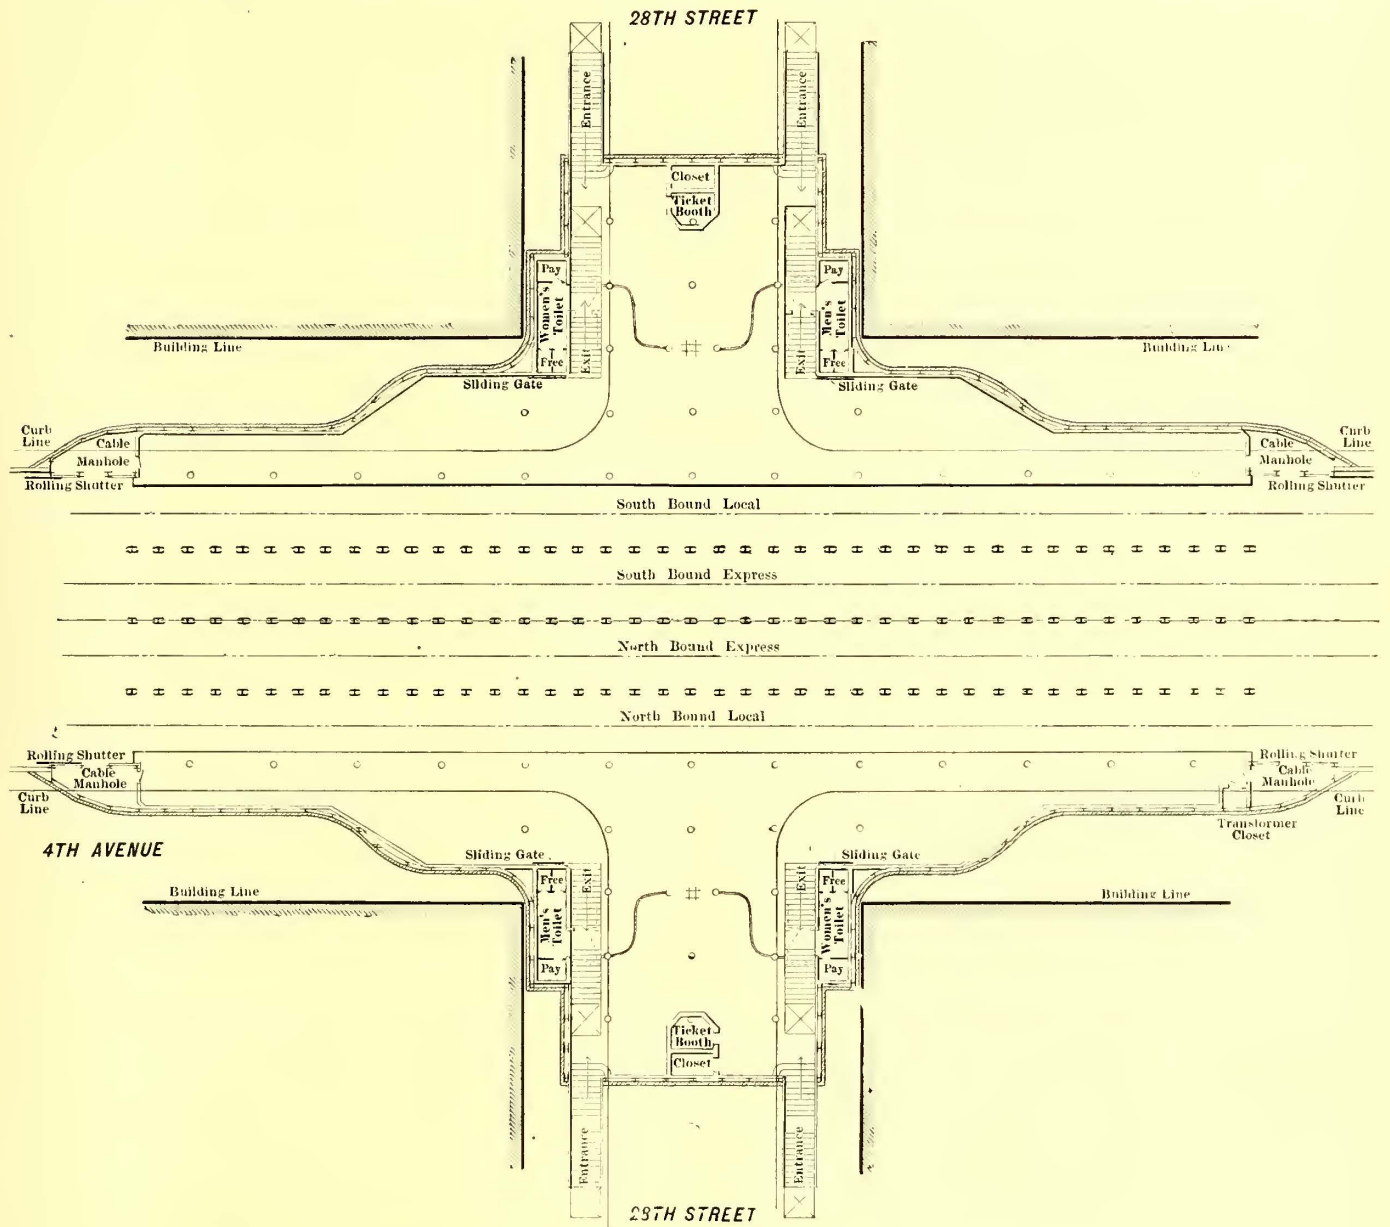 28TH STREET
Entrance
Entrance
Closet
Ticket
Booth
Pay
Women's
Toilet
Free
Exit
Pay
Men's
Toilet
Free
Exit
Building Line
Building Line
Sliding Gate
Sliding Gate
Curb
Line
Cable
Manhole
Rolling Shutter
Curb
Line
Cable
Manhole
Rolling Shutter
South Bound Local
South Bound Express
North Bound Express
North Bound Local
Rolling Shutter
Cable
Manhole
Curb
Line
Rolling Shutter
Cable
Manhole
Curb
Line
Transformer
Closet
4TH AVENUE
Sliding Gate
Sliding Gate
Building Line
Building Line
Free
Men's
Toilet
Pay
Exit
Free
Women's
Toilet
Pay
Exit
Ticket
Booth
Closet
Entrance
Entrance
28TH STREET